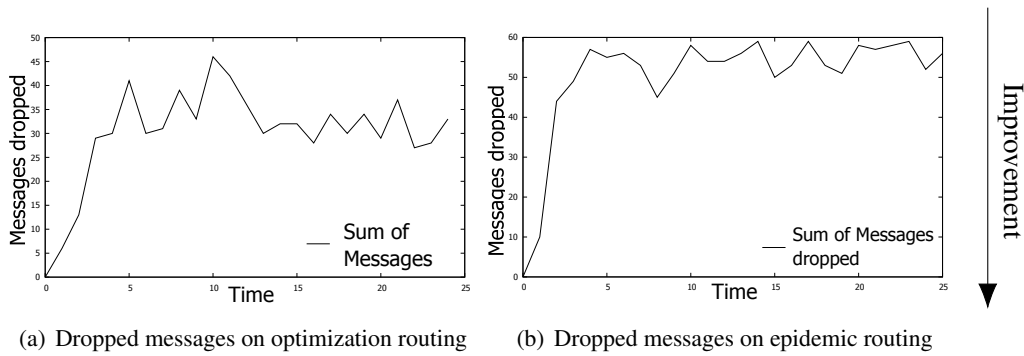 50
45
40
35
30
25
20
15
10
5
0
Messages dropped
0 5 10 15 20 25
Time
Sum of
Messages
60
50
40
30
20
10
0
Messages dropped
0 5 10 15 20 25
Time
Sum of Messages
dropped
Improvement
(a) Dropped messages on optimization routing
(b) Dropped messages on epidemic routing